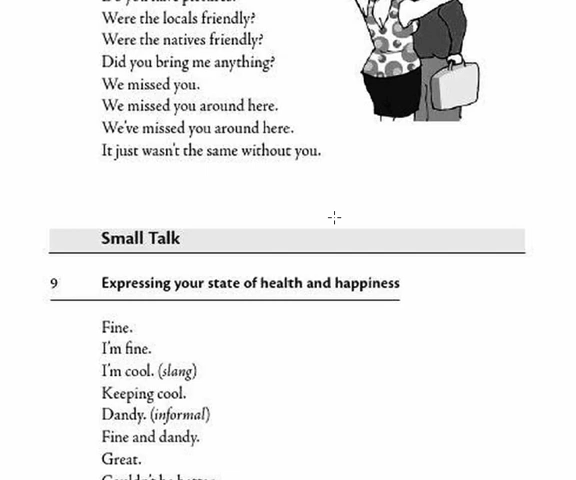 Were the locals friendly?
Were the natives friendly?
Did you bring me anything?
We missed you.
We missed you around here.
We've missed you around here.
It just wasn't the same without you.
Small Talk
9 Expressing your state of health and happiness
Fine.
I'm fine.
I'm cool. (slang)
Keeping cool.
Dandy. (informal)
Fine and dandy.
Great.